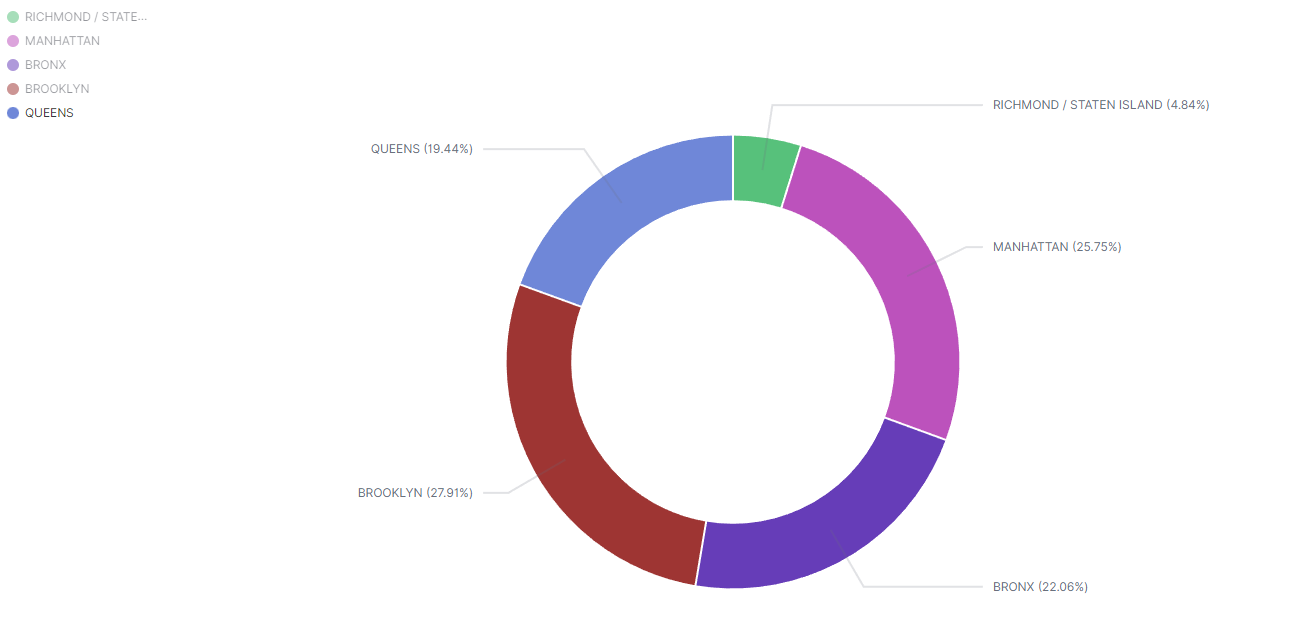 RICHMOND / STATE...
MANHATTAN
BRONX
BROOKLYN
QUEENS
RICHMOND / STATEN ISLAND (4.84%)
QUEENS (19.44%)
MANHATTAN (25.75%)
BROOKLYN (27.91%)
BRONX (22.06%)